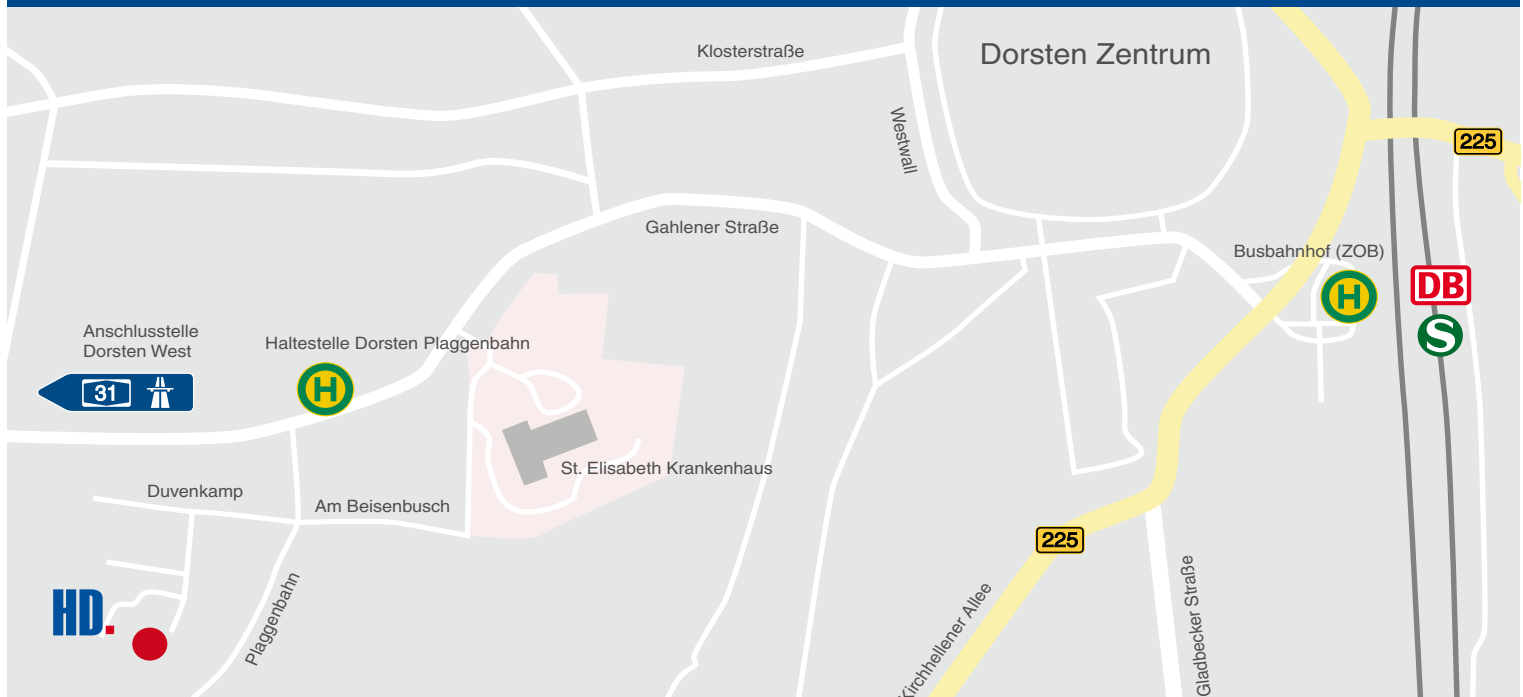 Klosterstraße
Dorsten Zentrum
Westwall
225
Gahlener Straße
Busbahnhof (ZOB)
H
DB
S
Anschlusstelle
Dorsten West
31
Haltestelle Dorsten Plaggenbahn
H
St. Elisabeth Krankenhaus
Duvenkamp
Am Beisenbusch
225
HD.
Plaggenbahn
Kirchhellener Allee
Gladbecker Straße